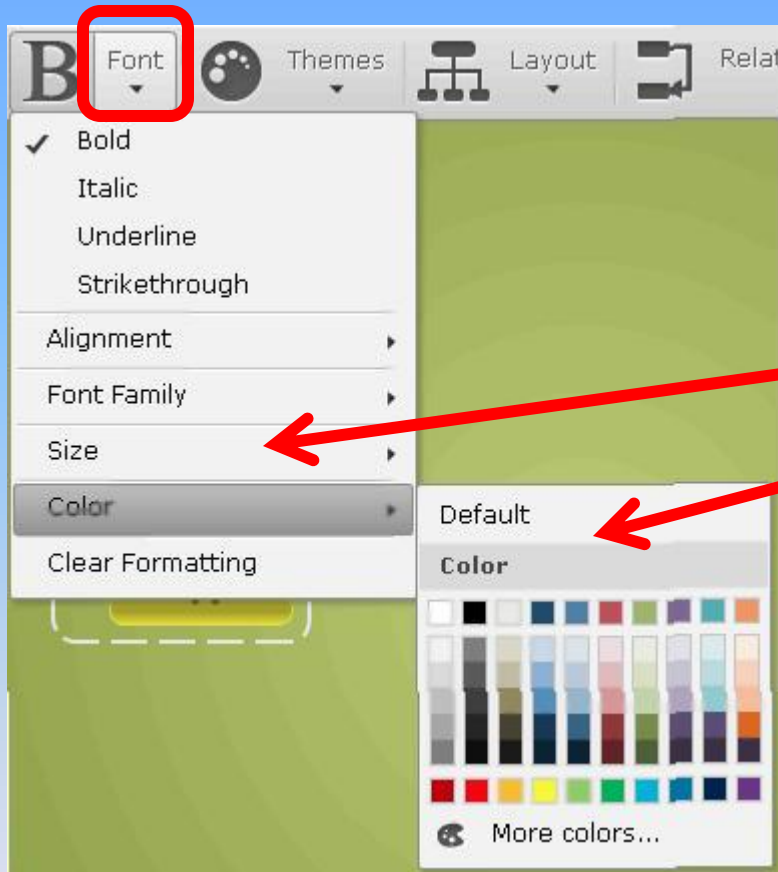 B Font Themes Layout Relat
Bold
Italic
Underline
Strikethrough
Alignment
Font Family
Size
Color
Clear Formatting
Default
Color
More colors...